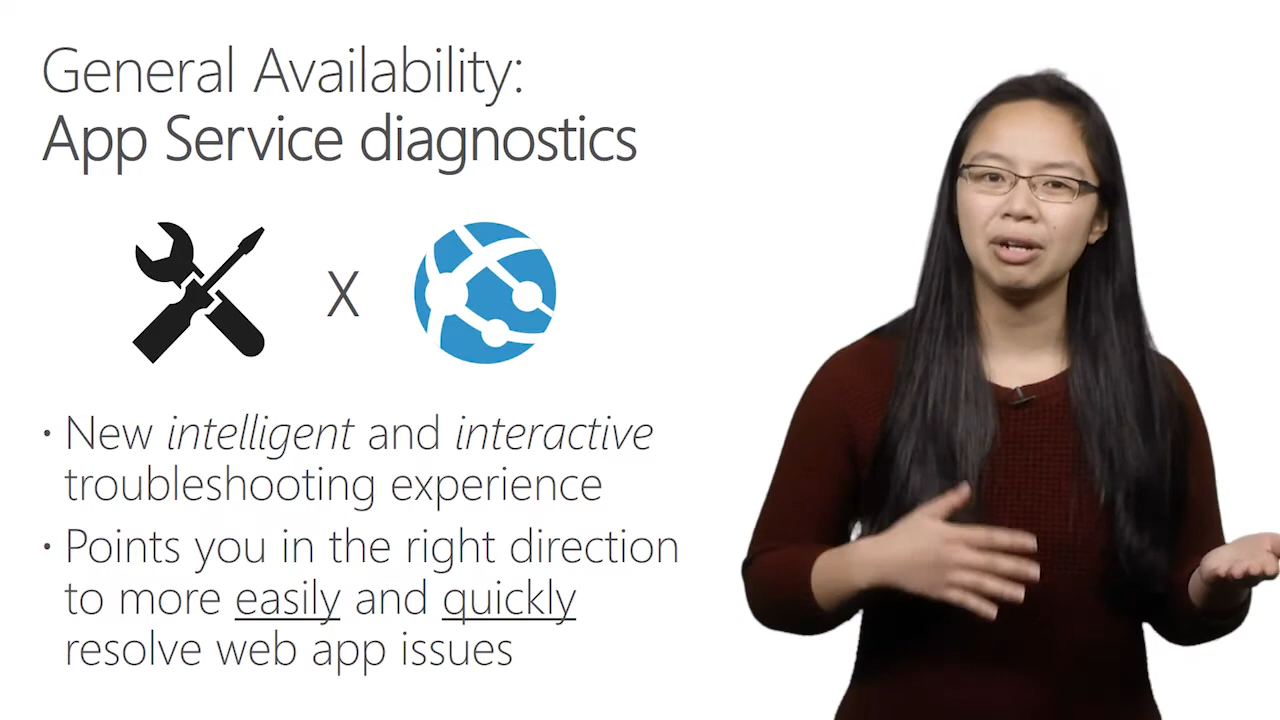 General Availability:
App Service diagnostics
X
· New intelligent and interactive
troubleshooting experience
· Points you in the right direction
to more easily and quickly
resolve web app issues